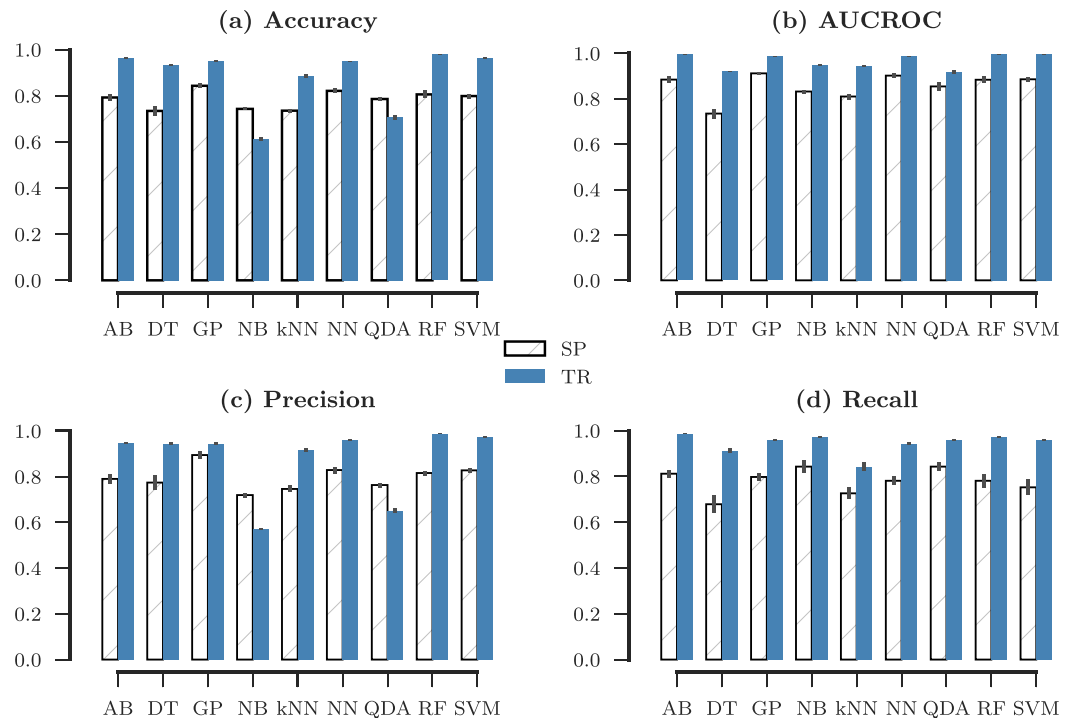 (a) Accuracy
1.0
0.8
0.6
0.4
0.2
0.0
AB DT GP NB kNN NN QDA RF SVM
(b) AUCROC
1.0
0.8
0.6
0.4
0.2
0.0
AB DT GP NB kNN NN QDA RF SVM
SP
TR
(c) Precision
1.0
0.8
0.6
0.4
0.2
0.0
AB DT GP NB kNN NN QDA RF SVM
(d) Recall
1.0
0.8
0.6
0.4
0.2
0.0
AB DT GP NB kNN NN QDA RF SVM